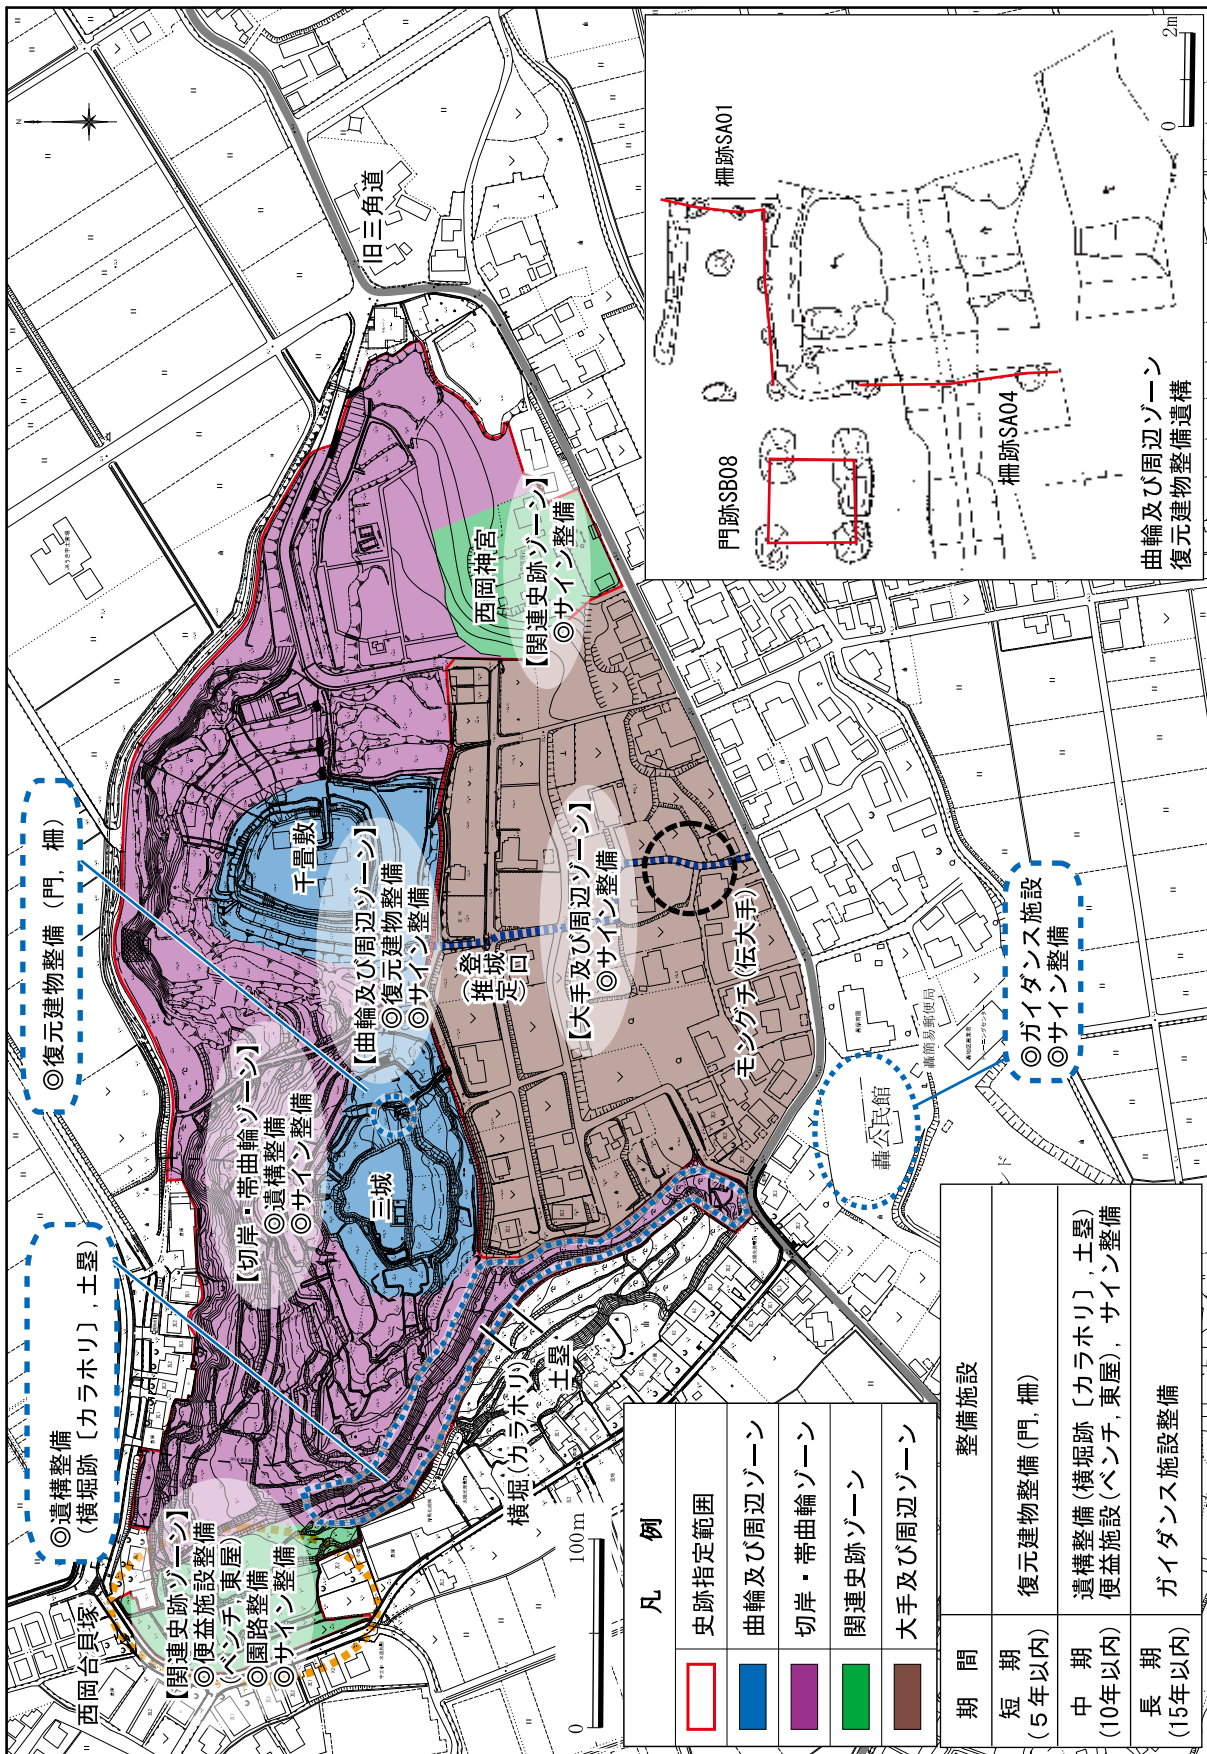 ◎遺構整備
(横堀跡〔カラホリ〕, 土塁)
◎復元建物整備(門, 柵)
N
西岡台貝塚
【関連史跡ゾーン】
◎便益施設整備
(ベンチ, 東屋)
◎園路整備
◎サイン整備
【切岸・帯曲輪ゾーン】
◎遺構整備
◎サイン整備
三城
千畳敷
【曲輪及び周辺ゾーン】
◎復元建物整備
◎サイン整備
西岡神宮
【関連史跡ゾーン】
◎サイン整備
旧三角道
横堀(カラホリ)
土塁
登城口
(推定)
【大手及び周辺ゾーン】
◎サイン整備
モングチ(伝大手)
轟公民館
轟簡易郵便局
◎ガイダンス施設
◎サイン整備
0 100m
凡 例
史跡指定範囲
曲輪及び周辺ゾーン
切岸・帯曲輪ゾーン
関連史跡ゾーン
大手及び周辺ゾーン
期 間 整備施設
短 期
(5年以内)
復元建物整備(門, 柵)
中 期
(10年以内)
遺構整備(横堀跡〔カラホリ〕, 土塁)
便益施設(ベンチ, 東屋), サイン整備
長 期
(15年以内)
ガイダンス施設整備
門跡SB08
柵跡SA01
柵跡SA04
0 2m
曲輪及び周辺ゾーン
復元建物整備遺構